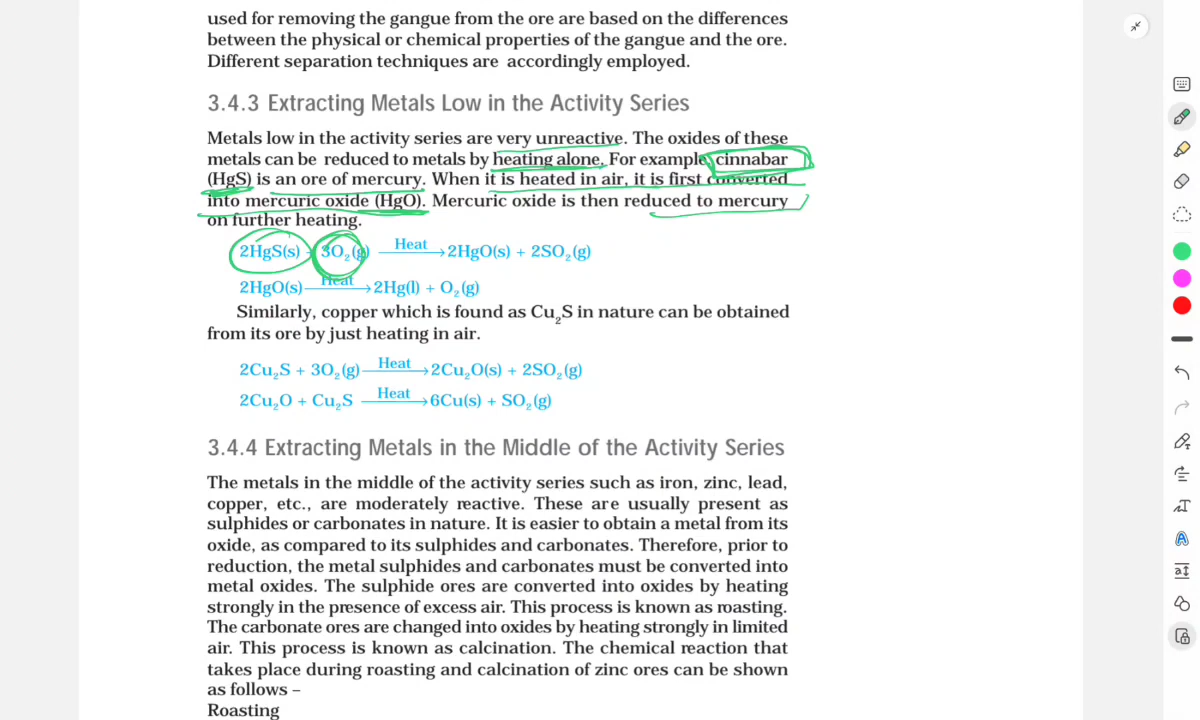 used for removing the gangue from the ore are based on the differences
between the physical or chemical properties of the gangue and the ore.
Different separation techniques are accordingly employed.
3.4.3 Extracting Metals Low in the Activity Series
Metals low in the activity series are very unreactive. The oxides of these
metals can be reduced to metals by heating alone. For example, cinnabar
(HgS) is an ore of mercury. When it is heated in air, it is first converted
into mercuric oxide (HgO). Mercuric oxide is then reduced to mercury
on further heating.
2HgS(s) + 3O₂(g) —Heat→ 2HgO(s) + 2SO₂(g)
2HgO(s) —Heat→ 2Hg(l) + O₂(g)
Similarly, copper which is found as Cu₂S in nature can be obtained
from its ore by just heating in air.
2Cu₂S + 3O₂(g) —Heat→ 2Cu₂O(s) + 2SO₂(g)
2Cu₂O + Cu₂S —Heat→ 6Cu(s) + SO₂(g)
3.4.4 Extracting Metals in the Middle of the Activity Series
The metals in the middle of the activity series such as iron, zinc, lead,
copper, etc., are moderately reactive. These are usually present as
sulphides or carbonates in nature. It is easier to obtain a metal from its
oxide, as compared to its sulphides and carbonates. Therefore, prior to
reduction, the metal sulphides and carbonates must be converted into
metal oxides. The sulphide ores are converted into oxides by heating
strongly in the presence of excess air. This process is known as roasting.
The carbonate ores are changed into oxides by heating strongly in limited
air. This process is known as calcination. The chemical reaction that
takes place during roasting and calcination of zinc ores can be shown
as follows –
Roasting